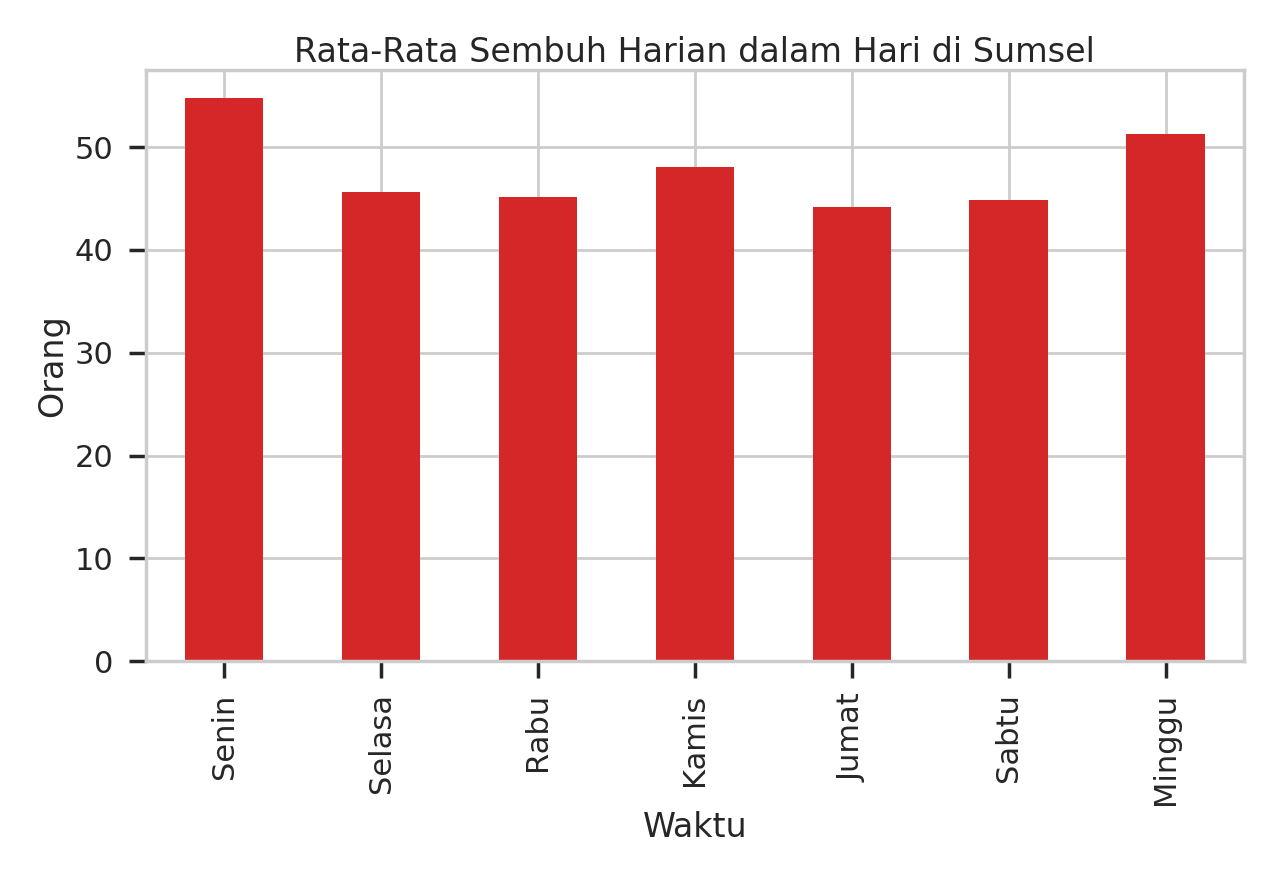 Rata-Rata Sembuh Harian dalam Hari di Sumsel
Orang
50
40
30
20
10
0
Senin
Selasa
Rabu
Kamis
Jumat
Sabtu
Minggu
Waktu